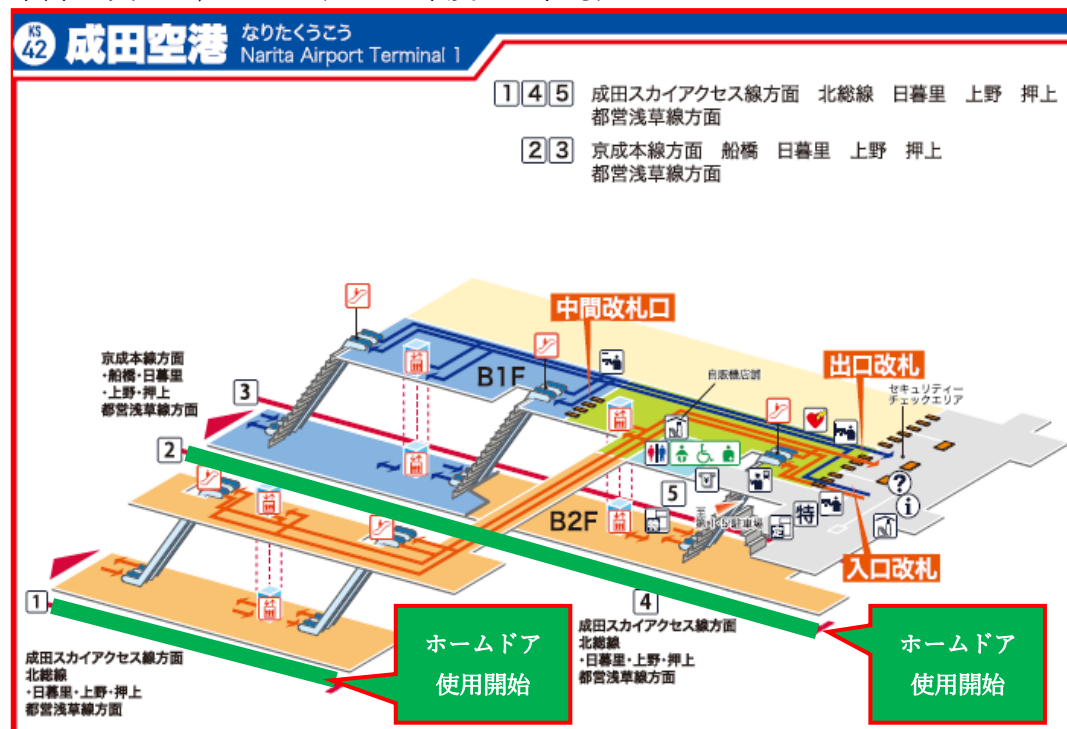 KS
42
成田空港
なりたくうこう
Narita Airport Terminal 1
1 4 5 成田スカイアクセス線方面 北総線 日暮里 上野 押上
都営浅草線方面
2 3 京成本線方面 船橋 日暮里 上野 押上
都営浅草線方面
中間改札口
出口改札
自販機店舗
セキュリティー
チェックエリア
B1F
京成本線方面
・船橋・日暮里
・上野・押上
都営浅草線方面
3
2
5
B2F
特
?
i
入口改札
1
4
成田スカイアクセス線方面
北総線
・日暮里・上野・押上
都営浅草線方面
ホームドア
使用開始
成田スカイアクセス線方面
北総線
・日暮里・上野・押上
都営浅草線方面
ホームドア
使用開始